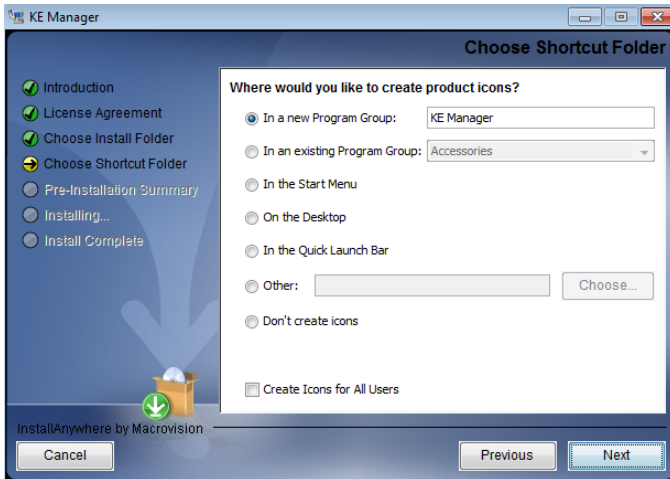 KE Manager
Choose Shortcut Folder
Introduction
License Agreement
Choose Install Folder
Choose Shortcut Folder
Pre-Installation Summary
Installing...
Install Complete
Where would you like to create product icons?
In a new Program Group: KE Manager
In an existing Program Group: Accessories
In the Start Menu
On the Desktop
In the Quick Launch Bar
Other: Choose...
Don't create icons
Create Icons for All Users
InstallAnywhere by Macrovision
Cancel Previous Next